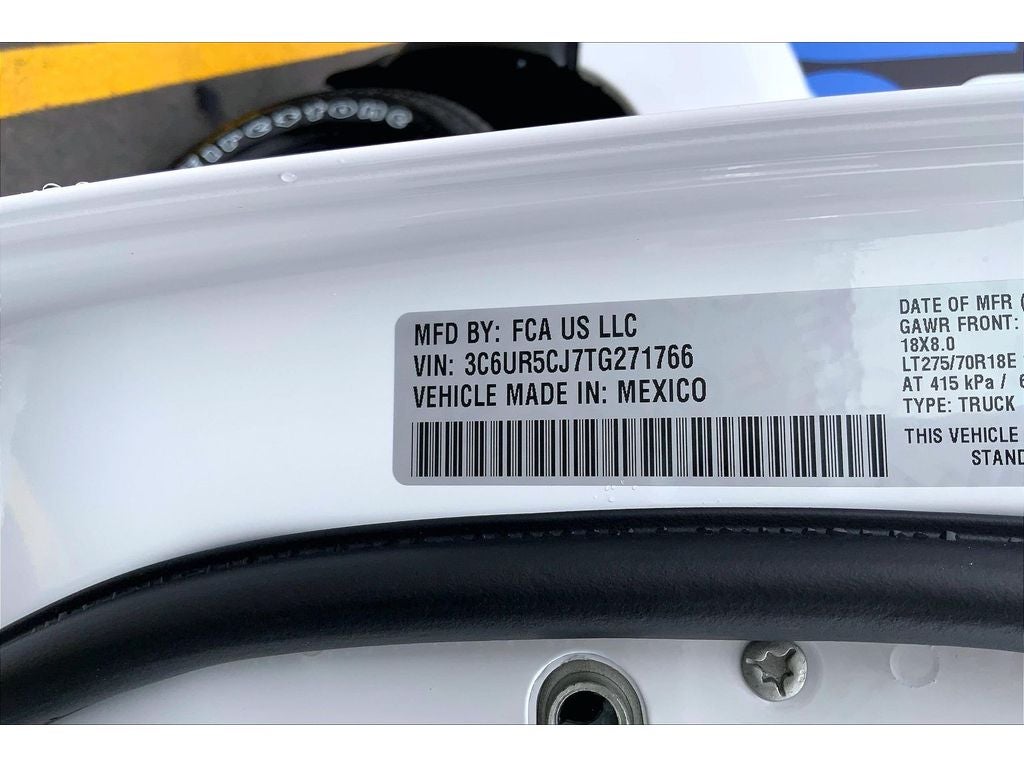 Firestone
MFD BY: FCA US LLC
VIN: 3C6UR5CJ7TG271766
VEHICLE MADE IN: MEXICO
DATE OF MFR (
GAWR FRONT:
18X8.0
LT275/70R18E
AT 415 kPa / 6
TYPE: TRUCK
THIS VEHICLE
STAND